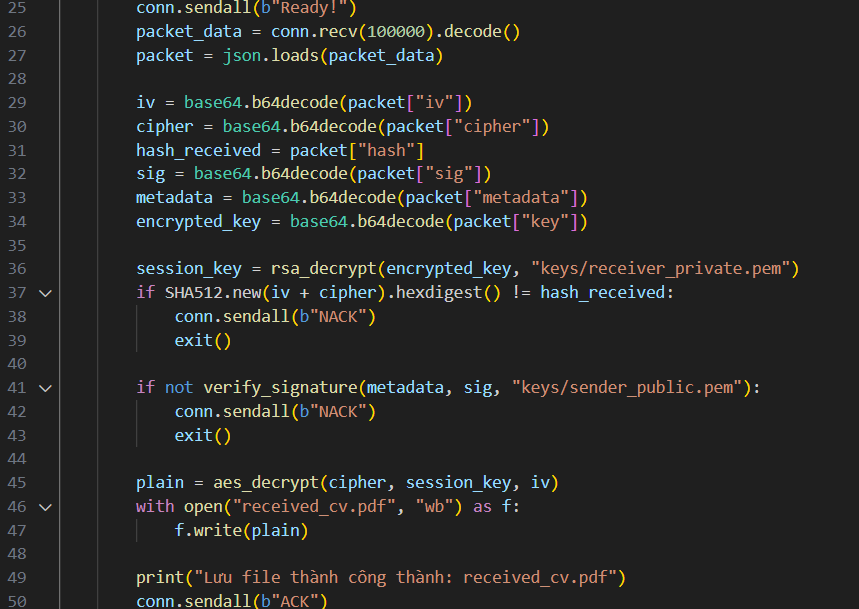 25 conn.sendall(b"Ready!")
26 packet_data = conn.recv(100000).decode()
27 packet = json.loads(packet_data)
28
29 iv = base64.b64decode(packet["iv"])
30 cipher = base64.b64decode(packet["cipher"])
31 hash_received = packet["hash"]
32 sig = base64.b64decode(packet["sig"])
33 metadata = base64.b64decode(packet["metadata"])
34 encrypted_key = base64.b64decode(packet["key"])
35
36 session_key = rsa_decrypt(encrypted_key, "keys/receiver_private.pem")
37 if SHA512.new(iv + cipher).hexdigest() != hash_received:
38 conn.sendall(b"NACK")
39 exit()
40
41 if not verify_signature(metadata, sig, "keys/sender_public.pem"):
42 conn.sendall(b"NACK")
43 exit()
44
45 plain = aes_decrypt(cipher, session_key, iv)
46 with open("received_cv.pdf", "wb") as f:
47 f.write(plain)
48
49 print("Lưu file thành công thành: received_cv.pdf")
50 conn.sendall(b"ACK")